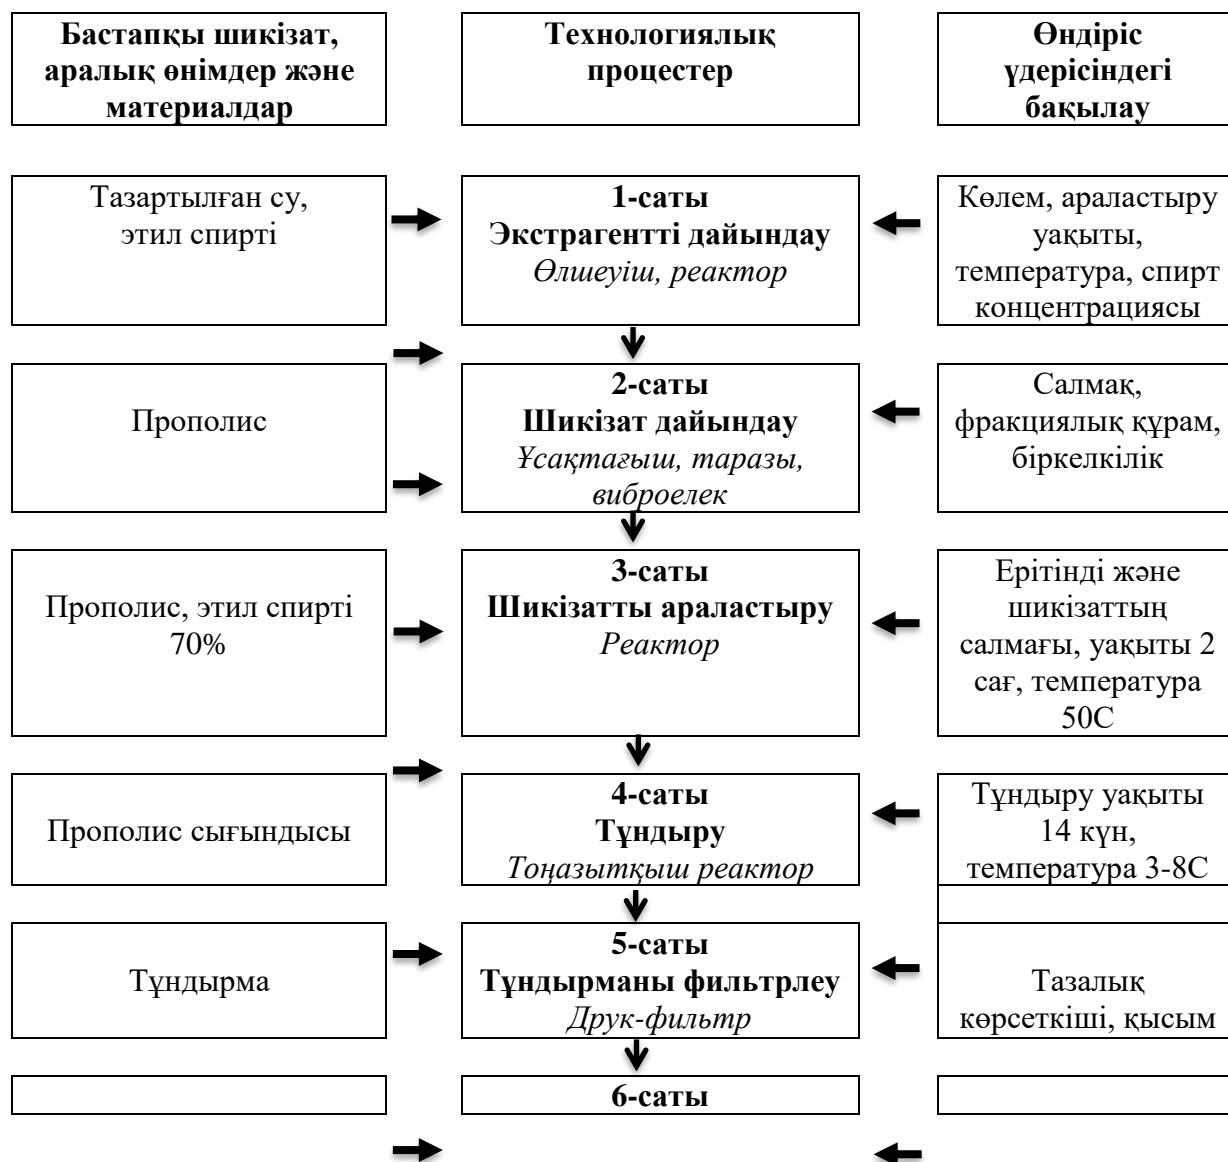 Бастапқы шикізат,
аралық өнімдер және
материалдар
Технологиялық
процестер
Өндіріс
үдерісіндегі
бақылау
Тазартылған су,
этил спирті
1-саты
Экстрагентті дайындау
Өлшеуіш, реактор
Көлем, араластыру
уақыты,
температура, спирт
концентрациясы
Прополис
2-саты
Шикізат дайындау
Ұсақтағыш, таразы,
виброелек
Салмақ,
фракциялық құрам,
біркелкілік
Прополис, этил спирті
70%
3-саты
Шикізатты араластыру
Реактор
Ерітінді және
шикізаттың
салмағы, уақыты 2
сағ, температура
50С
Прополис сығындысы
4-саты
Тұндыру
Тоңазытқыш реактор
Тұндыру уақыты
14 күн,
температура 3-8С
Тұндырма
5-саты
Тұндырманы фильтрлеу
Друк-фильтр
Тазалық
көрсеткіші, қысым
6-саты